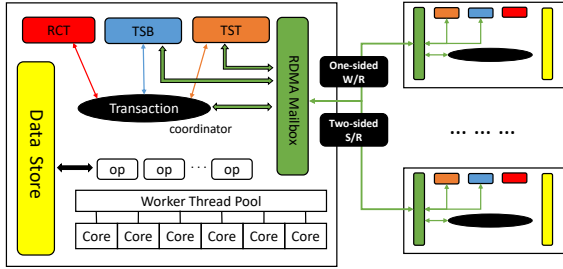 RCT
TSB
TST
Data Store
Transaction
coordinator
RDMA Mailbox
One-sided
W/R
Two-sided
S/R
... ... ...
op
op
...
op
Worker Thread Pool
Core
Core
Core
Core
Core
Core